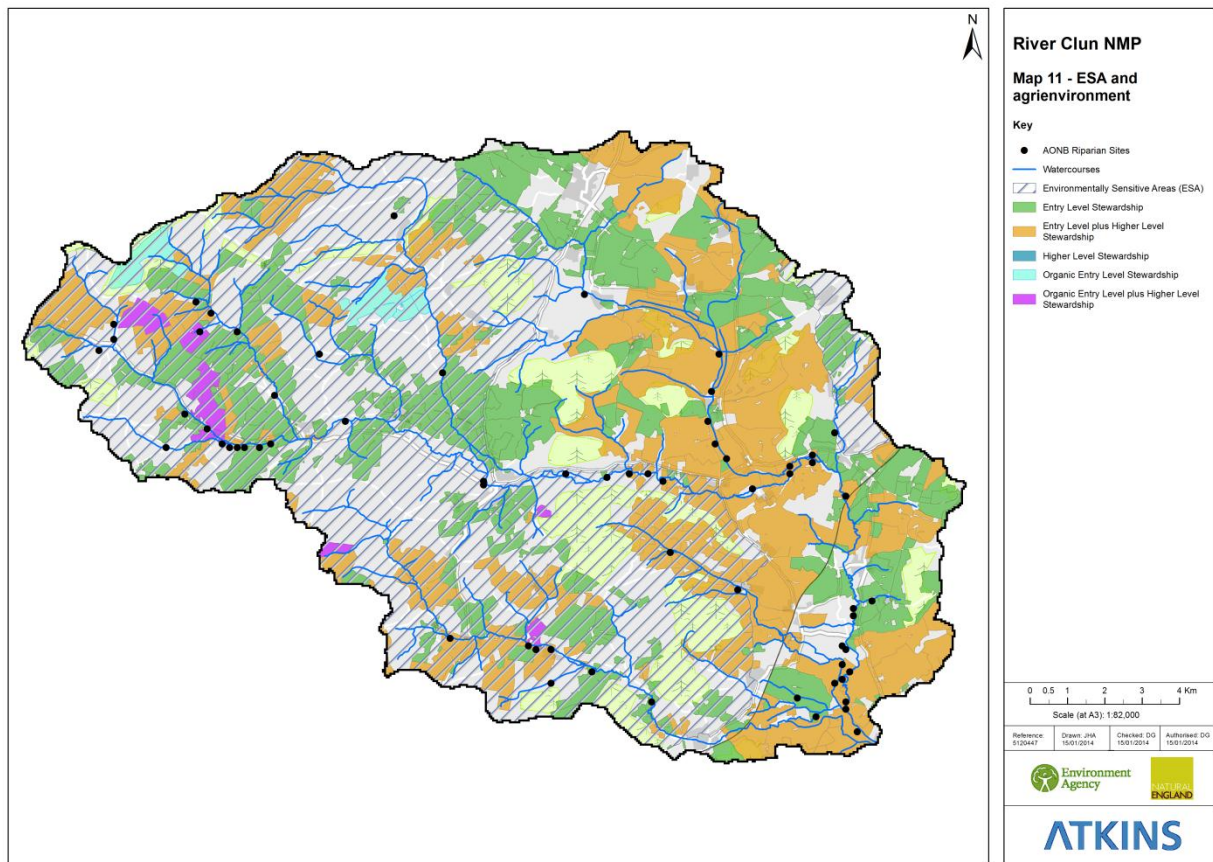 N
River Clun NMP
Map 11 - ESA and
agrienvironment
Key
AONB Riparian Sites
Watercourses
Environmentally Sensitive Areas (ESA)
Entry Level Stewardship
Entry Level plus Higher Level
Stewardship
Higher Level Stewardship
Organic Entry Level Stewardship
Organic Entry Level plus Higher Level
Stewardship
0 0.5 1 2 3 4 Km
Scale (at A3): 1:82,000
Reference: Drawn: JHA Checked: DG Authorised: DG
5120447 15/01/2014 15/01/2014 15/01/2014
Environment
Agency
NATURAL
ENGLAND
ATKINS